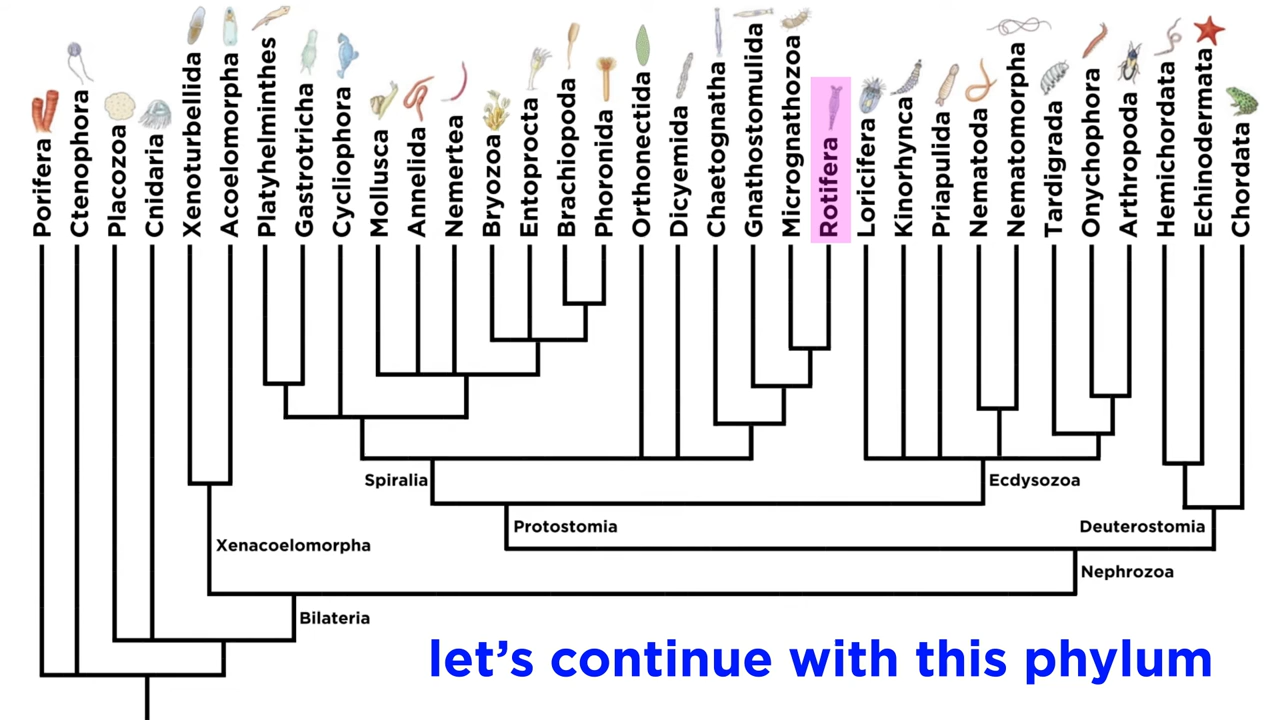 Porifera
Ctenophora
Placozoa
Cnidaria
Xenoturbellida
Acoelomorpha
Platyhelminthes
Gastrotricha
Cycliophora
Mollusca
Annelida
Nemertea
Bryozoa
Entoprocta
Brachiopoda
Phoronida
Orthonectida
Dicyemida
Chaetognatha
Gnathostomulida
Micrognathozoa
Rotifera
Loricifera
Kinorhynca
Priapulida
Nematoda
Nematomorpha
Tardigrada
Onychophora
Arthropoda
Hemichordata
Echinodermata
Chordata
Spiralia
Ecdysozoa
Protostomia
Deuterostomia
Xenacoelomorpha
Nephrozoa
Bilateria
let's continue with this phylum